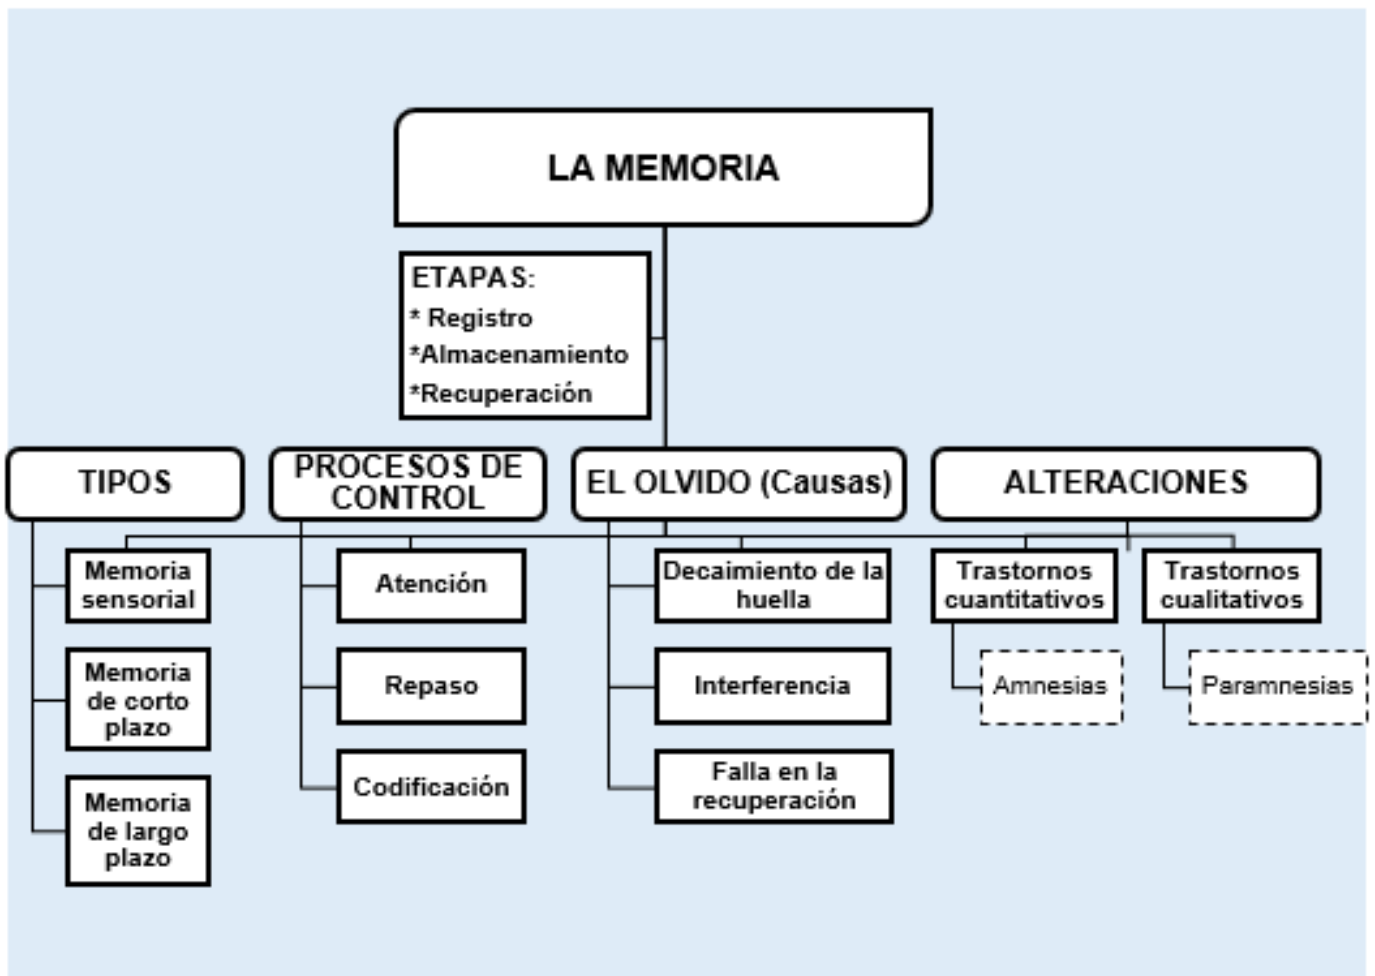 LA MEMORIA
ETAPAS:
* Registro
*Almacenamiento
*Recuperación
TIPOS
Memoria
sensorial
Memoria
de corto
plazo
Memoria
de largo
plazo
PROCESOS DE
CONTROL
Atención
Repaso
Codificación
EL OLVIDO (Causas)
Decaimiento de la
huella
Interferencia
Falla en la
recuperación
ALTERACIONES
Trastornos
cuantitativos
Amnesias
Trastornos
cualitativos
Paramnesias